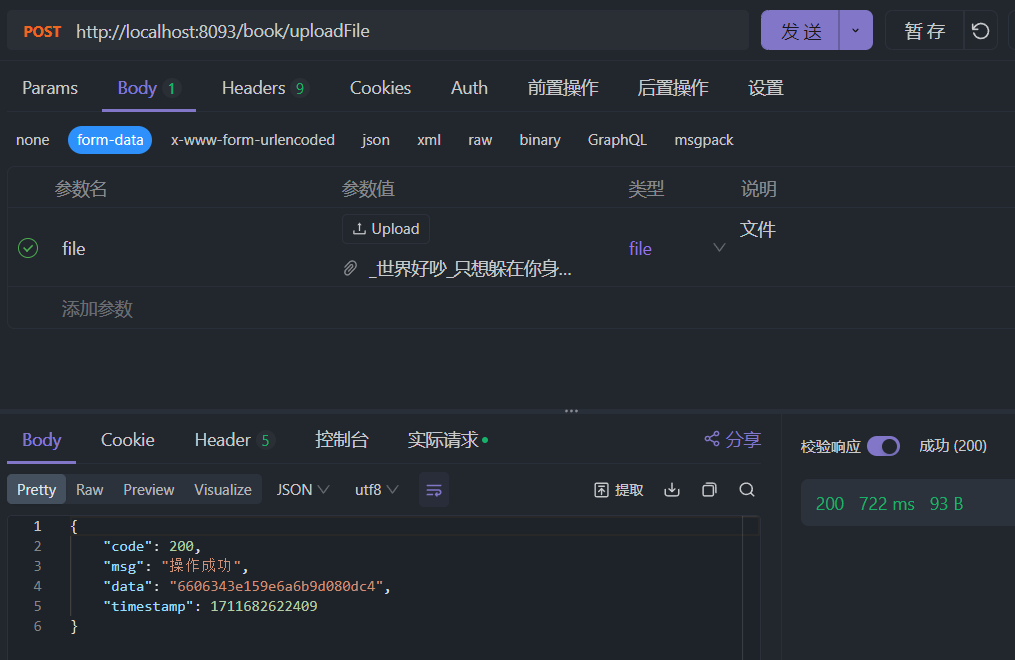 POST http://localhost:8093/book/uploadFile 发送 暂存
Params Body 1 Headers 9 Cookies Auth 前置操作 后置操作 设置
none form-data x-www-form-urlencoded json xml raw binary GraphQL msgpack
参数名 参数值 类型 说明
Upload
file file 文件
_世界好吵_只想躲在你身...
添加参数
Body Cookie Header 5 控制台 实际请求 分享
校验响应 成功 (200)
Pretty Raw Preview Visualize JSON utf8 提取
200 722 ms 93 B
1 {
2 "code": 200,
3 "msg": "操作成功",
4 "data": "6606343e159e6a6b9d080dc4",
5 "timestamp": 1711682622409
6 }